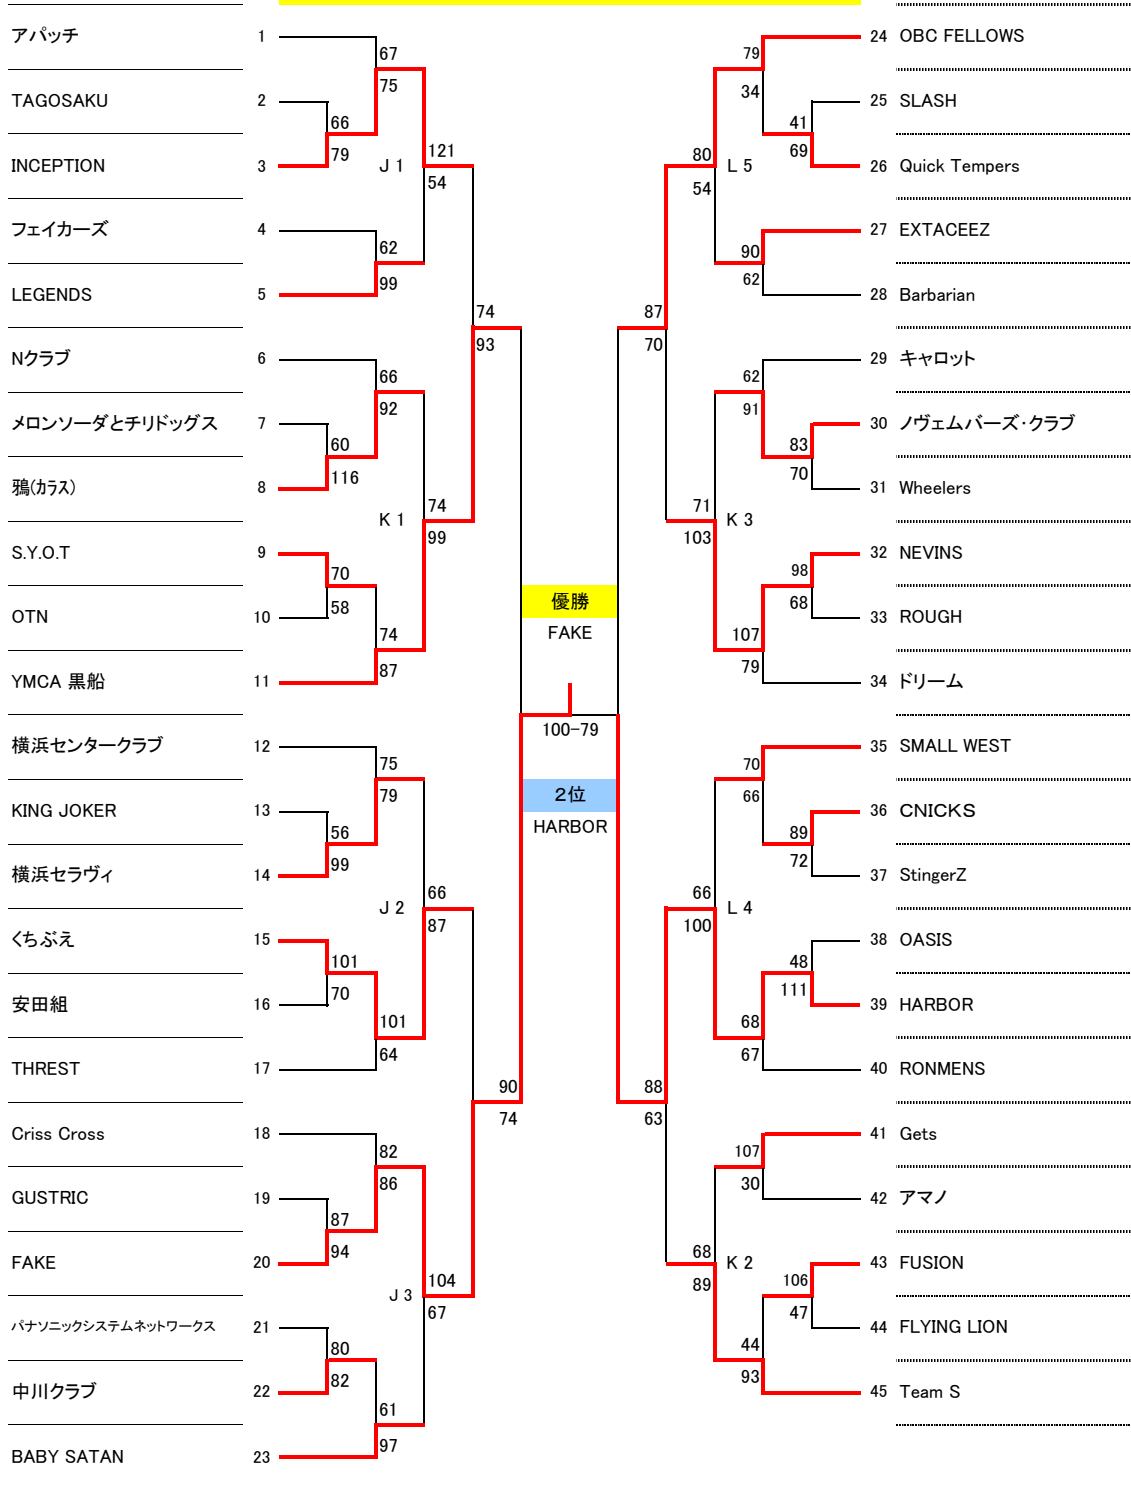 アパッチ 1
67
75
TAGOSAKU 2
66
79
INCEPTION 3
J 1
121
54
フェイカーズ 4
62
99
LEGENDS 5
74
93
Nクラブ 6
66
92
メロンソーダとチリドッグス 7
60
116
鴉(カラス) 8
K 1
74
99
S.Y.O.T 9
70
58
OTN 10
74
87
YMCA 黒船 11
横浜センタークラブ 12
75
79
KING JOKER 13
56
99
横浜セラヴィ 14
J 2
66
87
くちぶえ 15
101
70
安田組 16
101
64
THREST 17
90
74
Criss Cross 18
82
86
GUSTRIC 19
87
94
FAKE 20
J 3
104
67
パナソニックシステムネットワークス 21
80
82
中川クラブ 22
61
97
BABY SATAN 23
優勝
FAKE
100-79
2位
HARBOR
24 OBC FELLOWS
79
34
25 SLASH
41
69
26 Quick Tempers
80
L 5
54
27 EXTACEEZ
90
62
28 Barbarian
87
70
29 キャロット
62
91
30 ノヴェムバーズ・クラブ
83
70
31 Wheelers
71
K 3
103
32 NEVINS
98
68
33 ROUGH
107
79
34 ドリーム
35 SMALL WEST
70
66
36 CNICKS
89
72
37 StingerZ
66
L 4
100
38 OASIS
48
111
39 HARBOR
68
67
40 RONMENS
88
63
41 Gets
107
30
42 アマノ
68
K 2
89
43 FUSION
106
47
44 FLYING LION
44
93
45 Team S